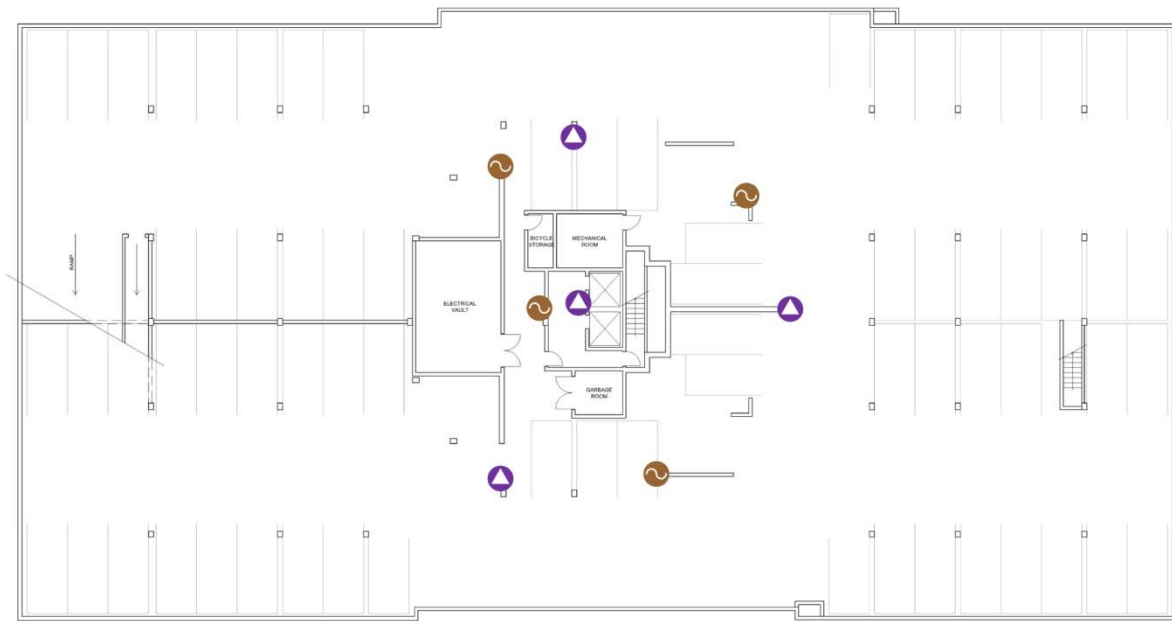 BICYCLE
STORAGE
MECHANICAL
ROOM
RAMP
ELECTRICAL
VAULT
GARBAGE
ROOM